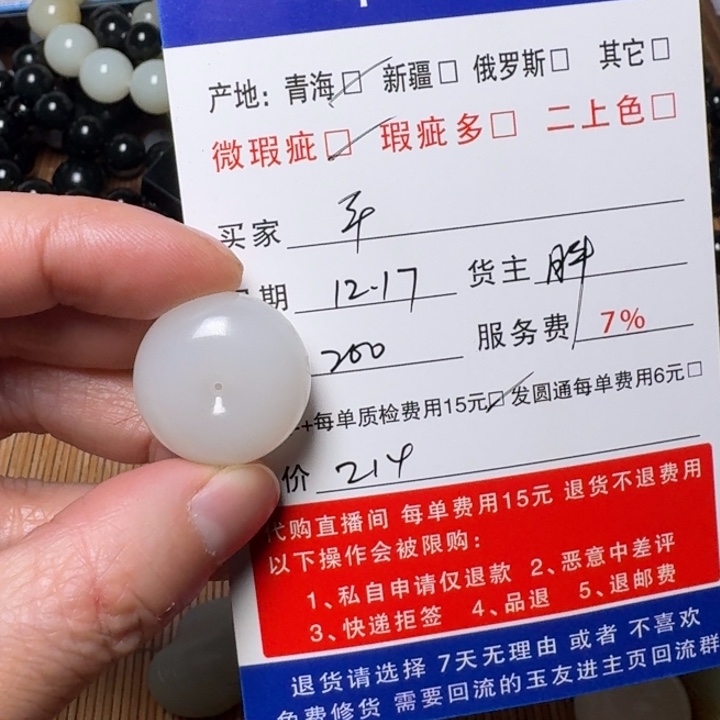 产地: 青海☑ 新疆□ 俄罗斯□ 其它□
微瑕疵☑ 瑕疵多□ 二上色□
买家
期 12.17 货主
200 服务费 7%
+每单质检费用15元☑ 发圆通每单费用6元□
价 214
代购直播间 每单费用15元 退货不退费用
以下操作会被限购:
1、私自申请仅退款 2、恶意中差评
3、快递拒签 4、品退 5、退邮费
退货请选择 7天无理由 或者 不喜欢
免费修货 需要回流的玉友进主页回流群